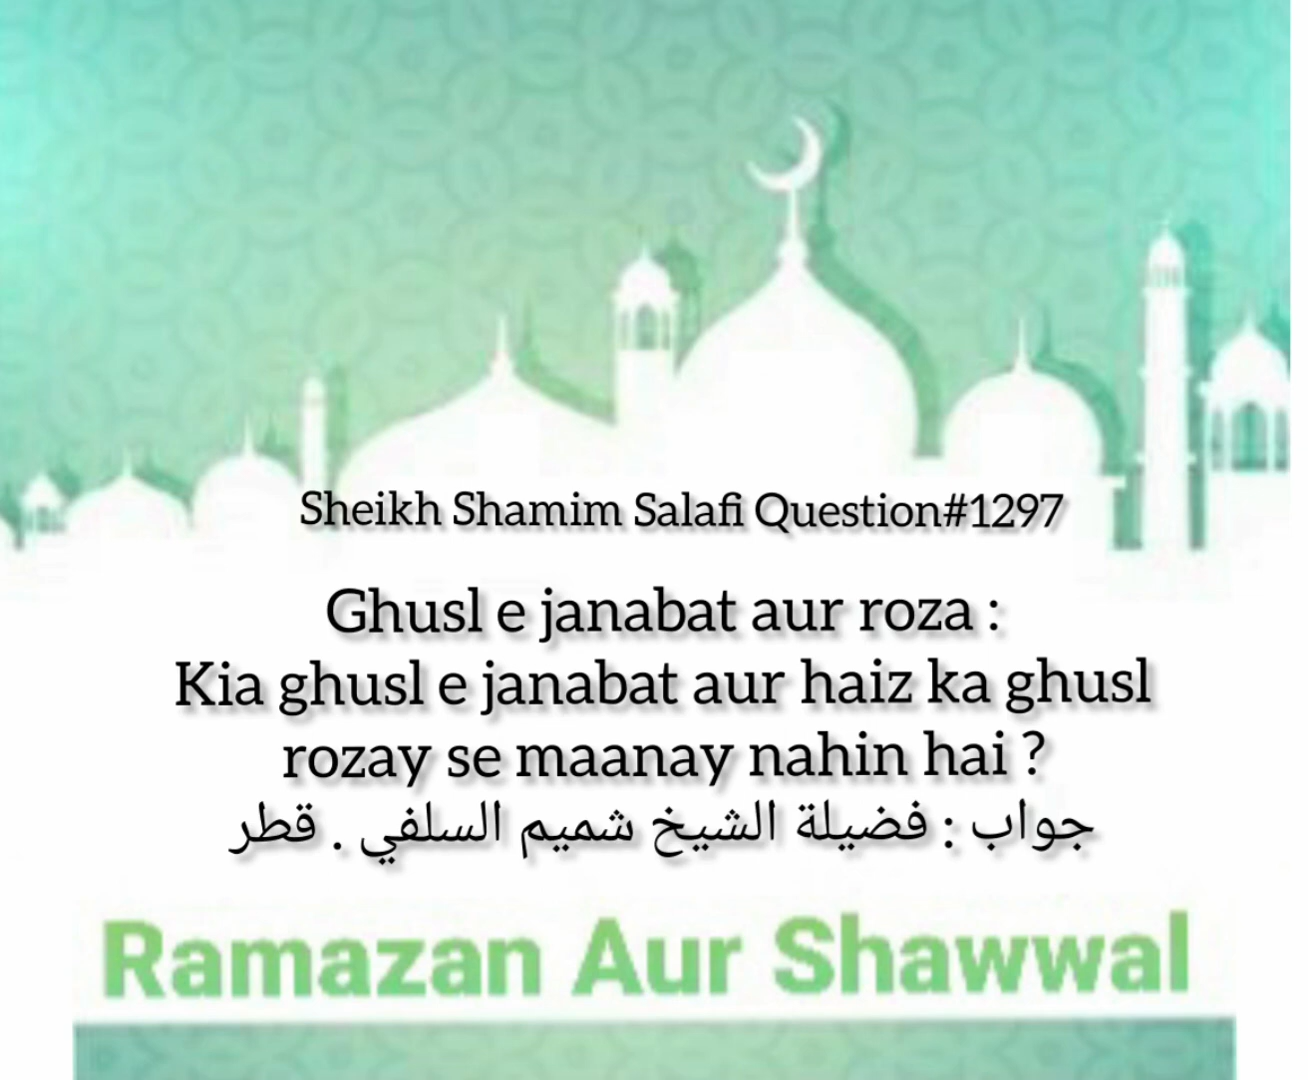 Sheikh Shamim Salafi Question#1297
Ghusl e janabat aur roza :
Kia ghusl e janabat aur haiz ka ghusl
rozay se maanay nahin hai ?
جواب : فضيلة الشيخ شميم السلفي . قطر
Ramazan Aur Shawwal